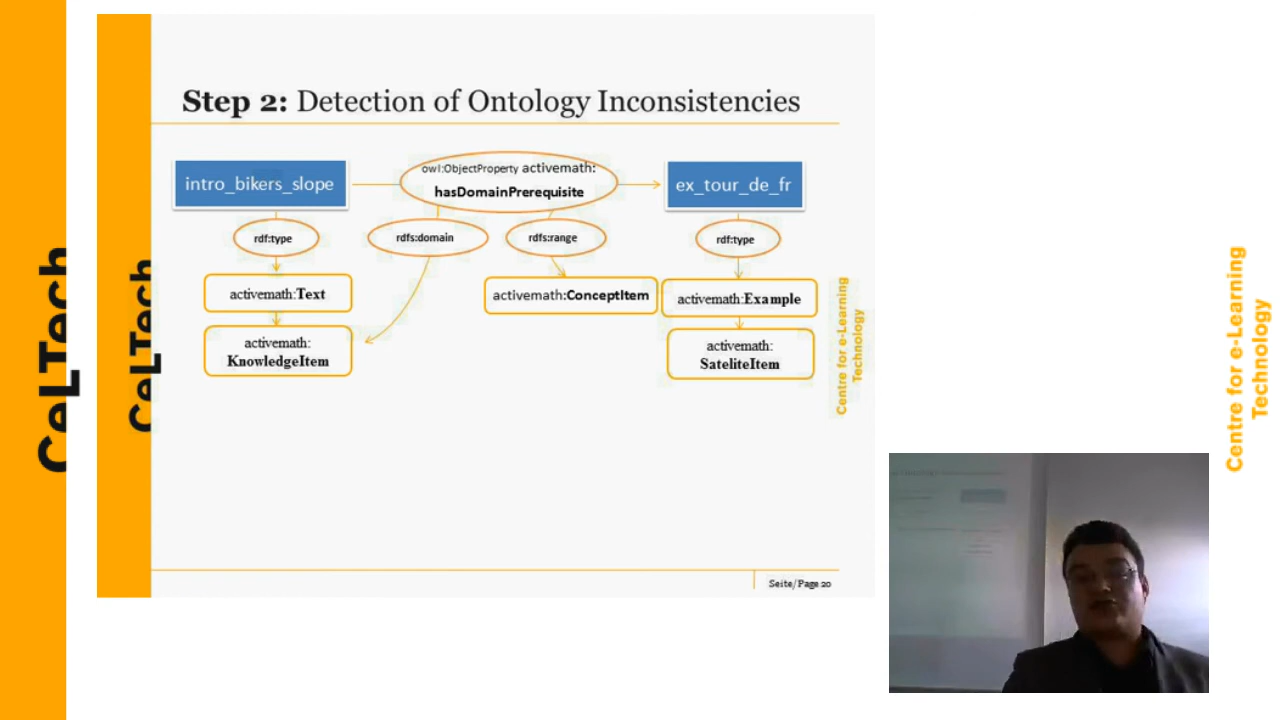 CeLTech
CeLTech
Step 2: Detection of Ontology Inconsistencies
intro_bikers_slope
owl:ObjectProperty activemath:
hasDomainPrerequisite
ex_tour_de_fr
rdf:type
rdfs:domain
rdfs:range
rdf:type
activemath:Text
activemath:ConceptItem
activemath:Example
activemath:
KnowledgeItem
activemath:
SateliteItem
Centre for e-Learning
Technology
Seite/Page 20
Centre for e-Learning
Technology